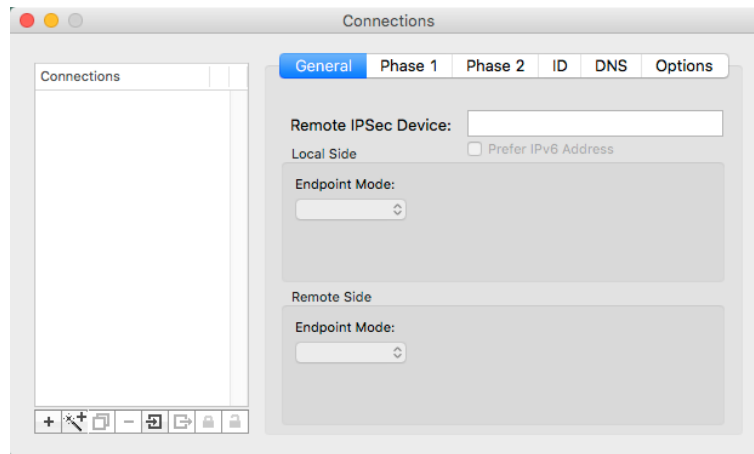 Connections
Connections
General Phase 1 Phase 2 ID DNS Options
Remote IPSec Device:
Prefer IPv6 Address
Local Side
Endpoint Mode:
Remote Side
Endpoint Mode: